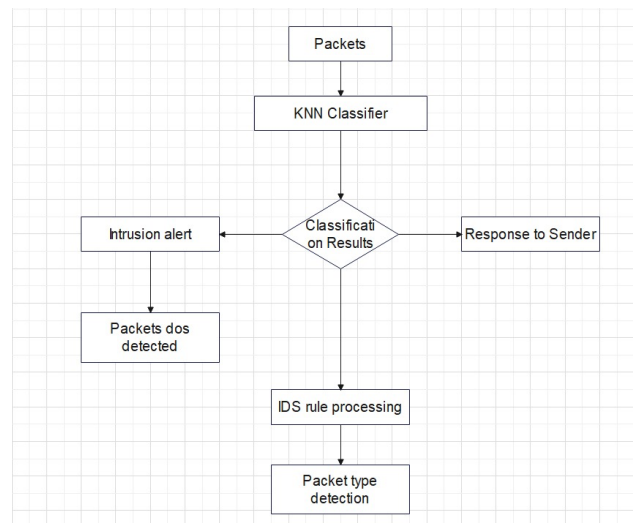 Packets
KNN Classifier
Classificati
on Results
Intrusion alert
Response to Sender
Packets dos
detected
IDS rule processing
Packet type
detection